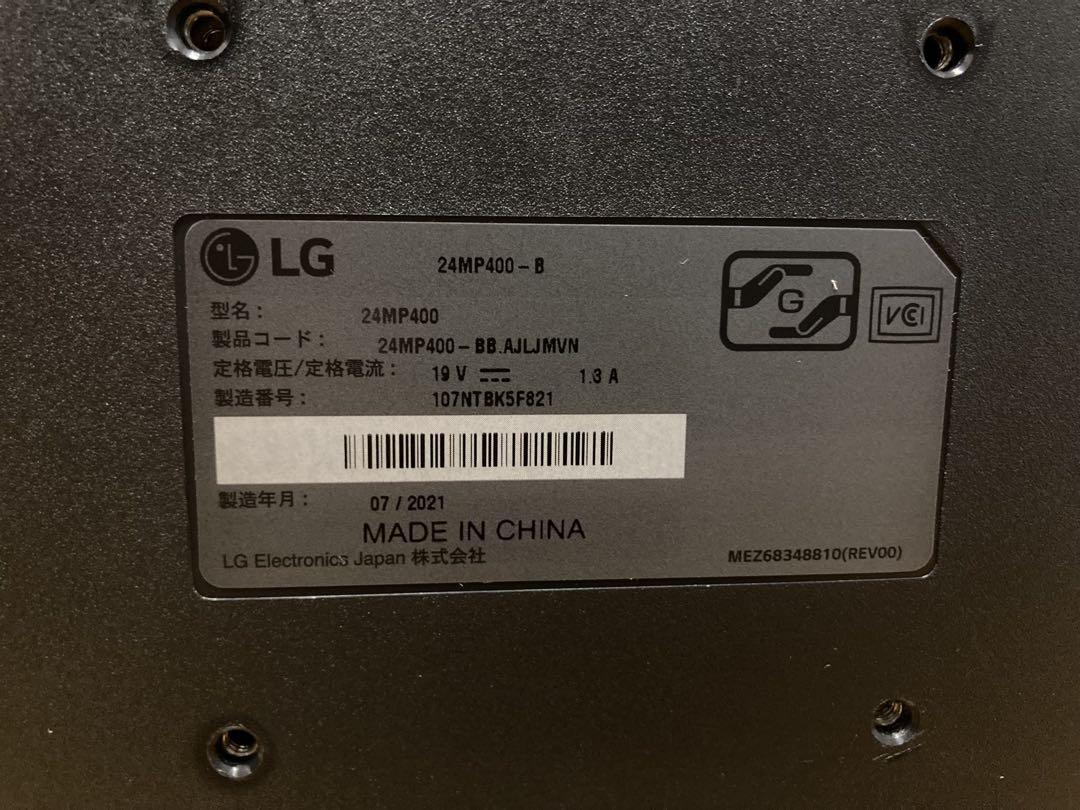 LG
24MP400-B
型名： 24MP400
製品コード： 24MP400-BB.AJLJMVN
定格電圧/定格電流： 19 V 1.3 A
製造番号： 107NTBK5F821
製造年月： 07 / 2021
MADE IN CHINA
LG Electronics Japan 株式会社
MEZ68348810(REV00)
G
VCI